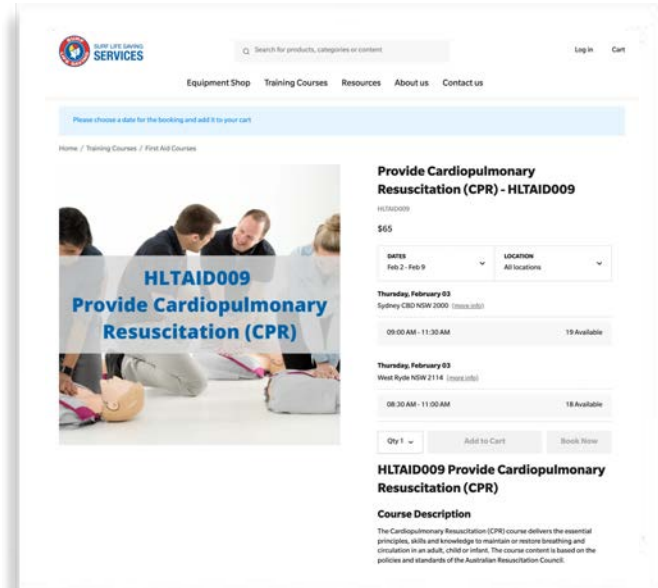 SURF LIFE SAVING
SERVICES
Search for products, categories or content
Log in
Cart
Equipment Shop
Training Courses
Resources
About us
Contact us
Please choose a date for the booking and add it to your cart
Home / Training Courses / First Aid Courses
HLTAID009
Provide Cardiopulmonary
Resuscitation (CPR)
Provide Cardiopulmonary
Resuscitation (CPR) - HLTAID009
HLTAID009
$65
DATES
Feb 2 - Feb 9
LOCATION
All locations
Thursday, February 03
Sydney CBD NSW 2000 (more info)
09:00 AM - 11:30 AM
19 Available
Thursday, February 03
West Ryde NSW 2114 (more info)
08:30 AM - 11:00 AM
18 Available
Qty 1
Add to Cart
Book Now
HLTAID009 Provide Cardiopulmonary
Resuscitation (CPR)
Course Description
The Cardiopulmonary Resuscitation (CPR) course delivers the essential
principles, skills and knowledge to maintain or restore breathing and
circulation in an adult, child or infant. The course content is based on the
policies and standards of the Australian Resuscitation Council.